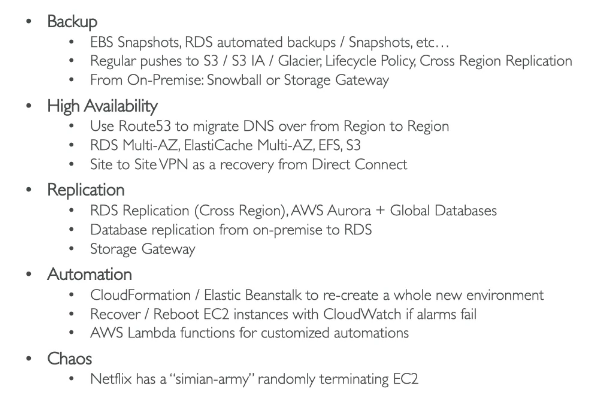 • Backup
• EBS Snapshots, RDS automated backups / Snapshots, etc…
• Regular pushes to S3 / S3 IA / Glacier, Lifecycle Policy, Cross Region Replication
• From On-Premise: Snowball or Storage Gateway
• High Availability
• Use Route53 to migrate DNS over from Region to Region
• RDS Multi-AZ, ElastiCache Multi-AZ, EFS, S3
• Site to Site VPN as a recovery from Direct Connect
• Replication
• RDS Replication (Cross Region), AWS Aurora + Global Databases
• Database replication from on-premise to RDS
• Storage Gateway
• Automation
• CloudFormation / Elastic Beanstalk to re-create a whole new environment
• Recover / Reboot EC2 instances with CloudWatch if alarms fail
• AWS Lambda functions for customized automations
• Chaos
• Netflix has a “simian-army” randomly terminating EC2